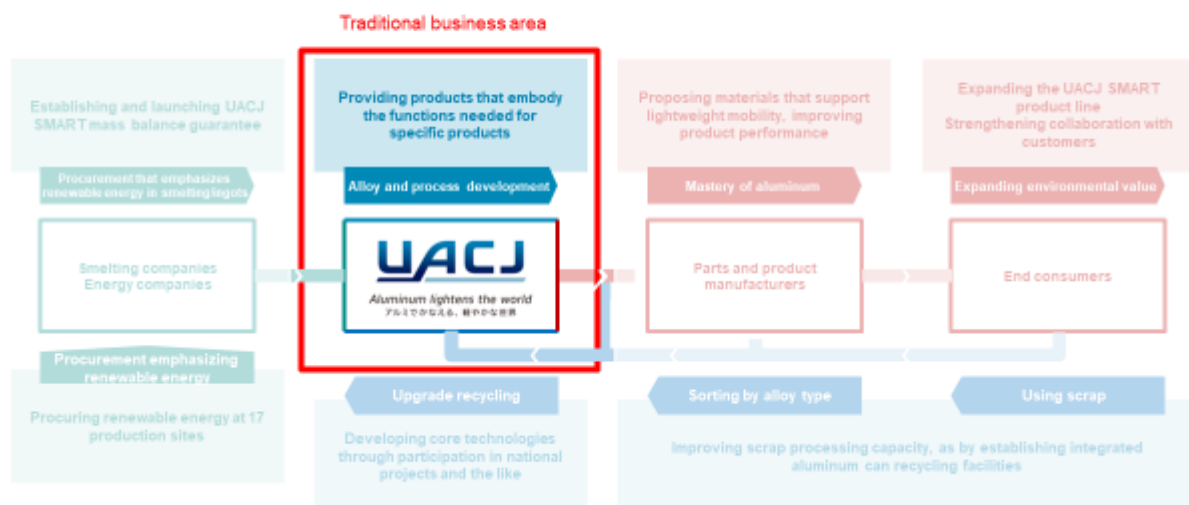 Traditional business area
Establishing and launching UACJ
SMART mass balance guarantee
Providing products that embody
the functions needed for
specific products
Proposing materials that support
lightweight mobility, improving
product performance
Expanding the UACJ SMART
product line
Strengthening collaboration with
customers
Procurement that emphasizes
renewable energy in smelting ingots
Alloy and process development
Mastery of aluminum
Expanding environmental value
Smelting companies
Energy companies
UACJ
Aluminum lightens the world
アルミでかなえる、軽やかな世界
Parts and product
manufacturers
End consumers
Procurement emphasizing
renewable energy
Upgrade recycling
Sorting by alloy type
Using scrap
Procuring renewable energy at 17
production sites
Developing core technologies
through participation in national
projects and the like
Improving scrap processing capacity, as by establishing integrated
aluminum can recycling facilities